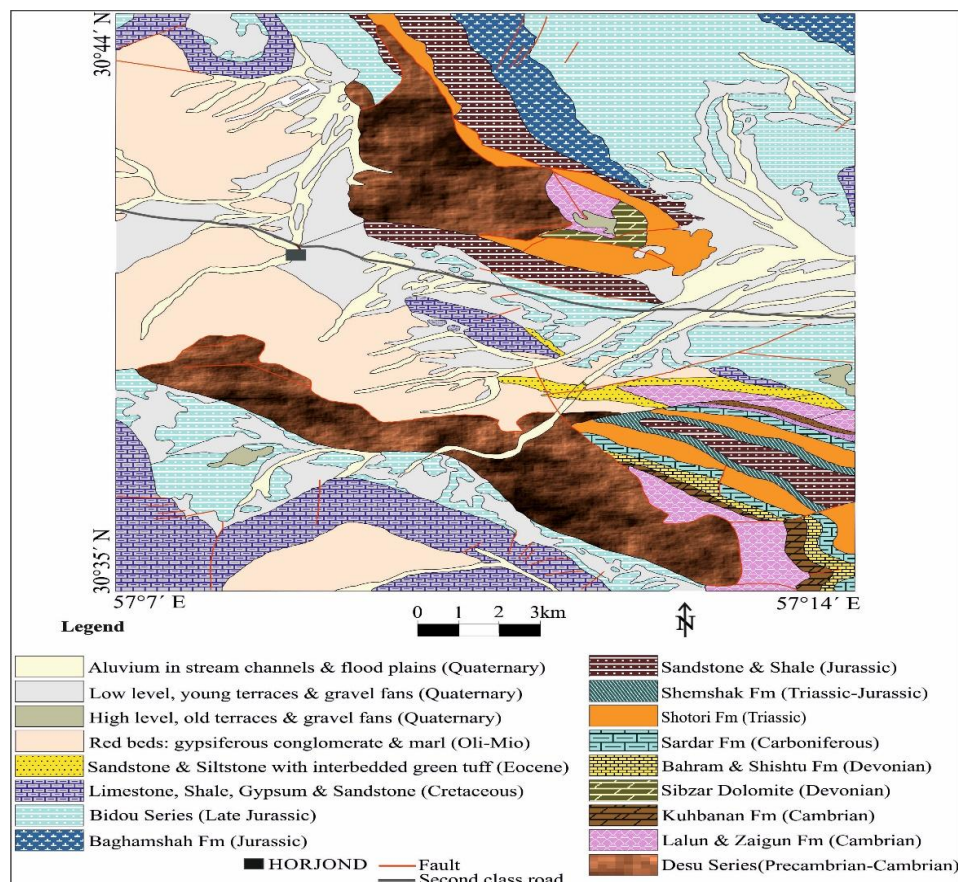 30°44´ N
30°35´ N
57°7´ E
57°14´ E
0 1 2 3km
N
Legend
Aluvium in stream channels & flood plains (Quaternary)
Low level, young terraces & gravel fans (Quaternary)
High level, old terraces & gravel fans (Quaternary)
Red beds: gypsiferous conglomerate & marl (Oli-Mio)
Sandstone & Siltstone with interbedded green tuff (Eocene)
Limestone, Shale, Gypsum & Sandstone (Cretaceous)
Bidou Series (Late Jurassic)
Baghamshah Fm (Jurassic)
Sandstone & Shale (Jurassic)
Shemshak Fm (Triassic-Jurassic)
Shotori Fm (Triassic)
Sardar Fm (Carboniferous)
Bahram & Shishtu Fm (Devonian)
Sibzar Dolomite (Devonian)
Kuhbanan Fm (Cambrian)
Lalun & Zaigun Fm (Cambrian)
Desu Series(Precambrian-Cambrian)
HORJOND
Fault
Second class road